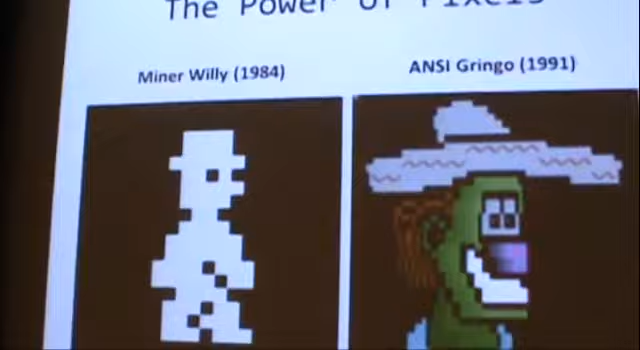 The Power of Pixels
Miner Willy (1984)
ANSI Gringo (1991)